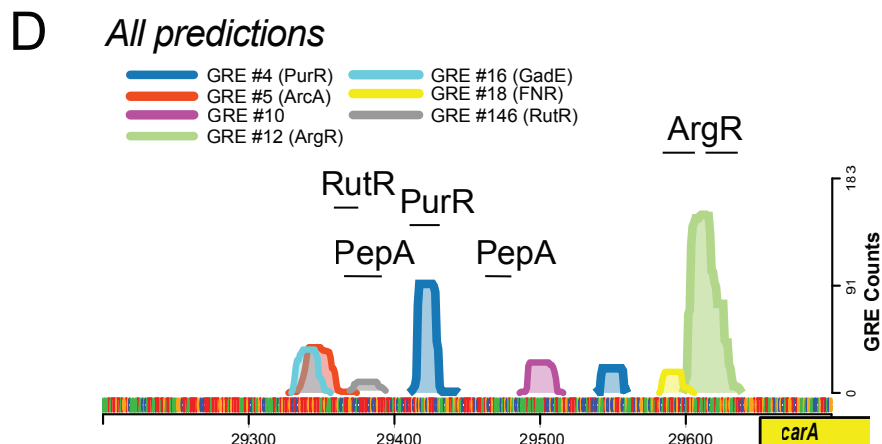 D All predictions
GRE #4 (PurR)
GRE #5 (ArcA)
GRE #10
GRE #12 (ArgR)
GRE #16 (GadE)
GRE #18 (FNR)
GRE #146 (RutR)
ArgR
RutR
PurR
PepA
PepA
183
91
0
GRE Counts
29300
29400
29500
29600
carA